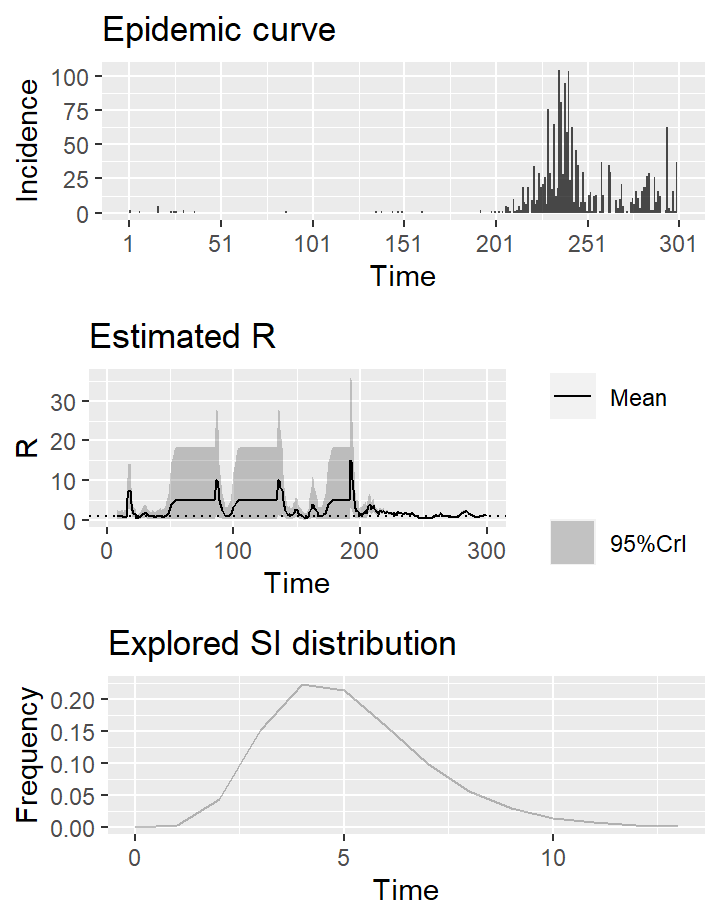 Epidemic curve
100
75
50
25
0
Incidence
1 51 101 151 201 251 301
Time
Estimated R
30
20
10
0
R
0 100 200 300
Time
Mean
95%CrI
Explored SI distribution
0.20
0.15
0.10
0.05
0.00
Frequency
0 5 10
Time